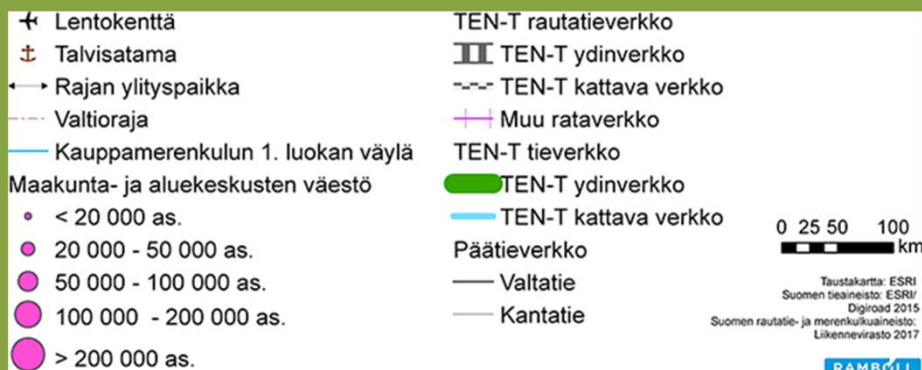 Lentokenttä
Talvisatama
Rajan ylityspaikka
Valtioraja
Kauppamerenkulun 1. luokan väylä
Maakunta- ja aluekeskusten väestö
< 20 000 as.
20 000 - 50 000 as.
50 000 - 100 000 as.
100 000 - 200 000 as.
> 200 000 as.
TEN-T rautatieverkko
TEN-T ydinverkko
TEN-T kattava verkko
Muu rataverkko
TEN-T tieverkko
TEN-T ydinverkko
TEN-T kattava verkko
Päätieverkko
Valtatie
Kantatie
0 25 50 100
km
Taustakartta: ESRI
Suomen tieaineisto: ESRI/
Digiroad 2015
Suomen rautatie- ja merenkulkuaineisto:
Liikennevirasto 2017
RAMBOLL